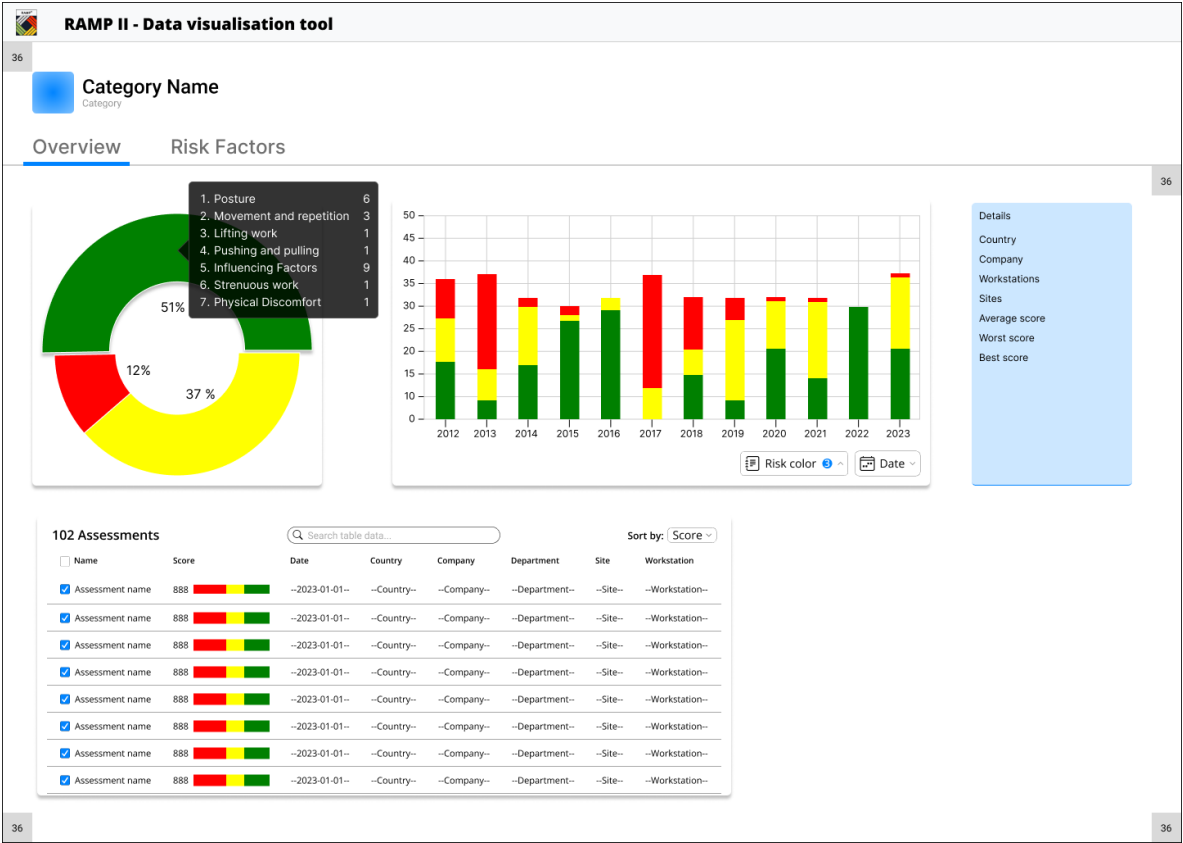 RAMP II - Data visualisation tool
36
Category Name
Category
Overview Risk Factors
36
1. Posture 6
2. Movement and repetition 3
3. Lifting work 1
4. Pushing and pulling 1
5. Influencing Factors 9
6. Strenuous work 1
7. Physical Discomfort 1
51%
12%
37 %
50
45
40
35
30
25
20
15
10
0
2012 2013 2014 2015 2016 2017 2018 2019 2020 2021 2022 2023
Risk color 3 Date
Details
Country
Company
Workstations
Sites
Average score
Worst score
Best score
102 Assessments Search table data... Sort by: Score
Name Score Date Country Company Department Site Workstation
Assessment name 888 --2023-01-01-- --Country-- --Company-- --Department-- --Site-- --Workstation--
Assessment name 888 --2023-01-01-- --Country-- --Company-- --Department-- --Site-- --Workstation--
Assessment name 888 --2023-01-01-- --Country-- --Company-- --Department-- --Site-- --Workstation--
Assessment name 888 --2023-01-01-- --Country-- --Company-- --Department-- --Site-- --Workstation--
Assessment name 888 --2023-01-01-- --Country-- --Company-- --Department-- --Site-- --Workstation--
Assessment name 888 --2023-01-01-- --Country-- --Company-- --Department-- --Site-- --Workstation--
Assessment name 888 --2023-01-01-- --Country-- --Company-- --Department-- --Site-- --Workstation--
Assessment name 888 --2023-01-01-- --Country-- --Company-- --Department-- --Site-- --Workstation--
36 36